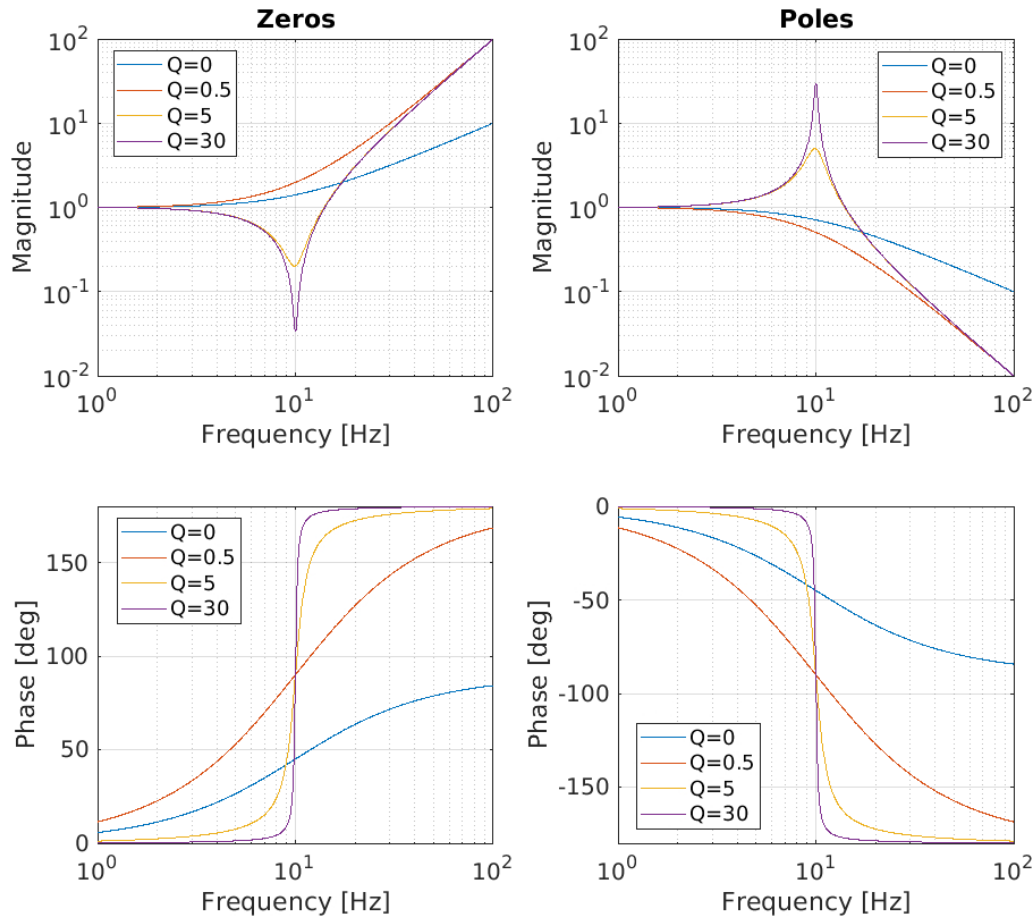 Zeros
10^2
10^1
10^0
10^-1
10^-2
Magnitude
Q=0
Q=0.5
Q=5
Q=30
10^0
10^1
10^2
Frequency [Hz]
Poles
10^2
10^1
10^0
10^-1
10^-2
Magnitude
Q=0
Q=0.5
Q=5
Q=30
10^0
10^1
10^2
Frequency [Hz]
150
100
50
0
Phase [deg]
Q=0
Q=0.5
Q=5
Q=30
10^0
10^1
10^2
Frequency [Hz]
0
-50
-100
-150
Phase [deg]
Q=0
Q=0.5
Q=5
Q=30
10^0
10^1
10^2
Frequency [Hz]